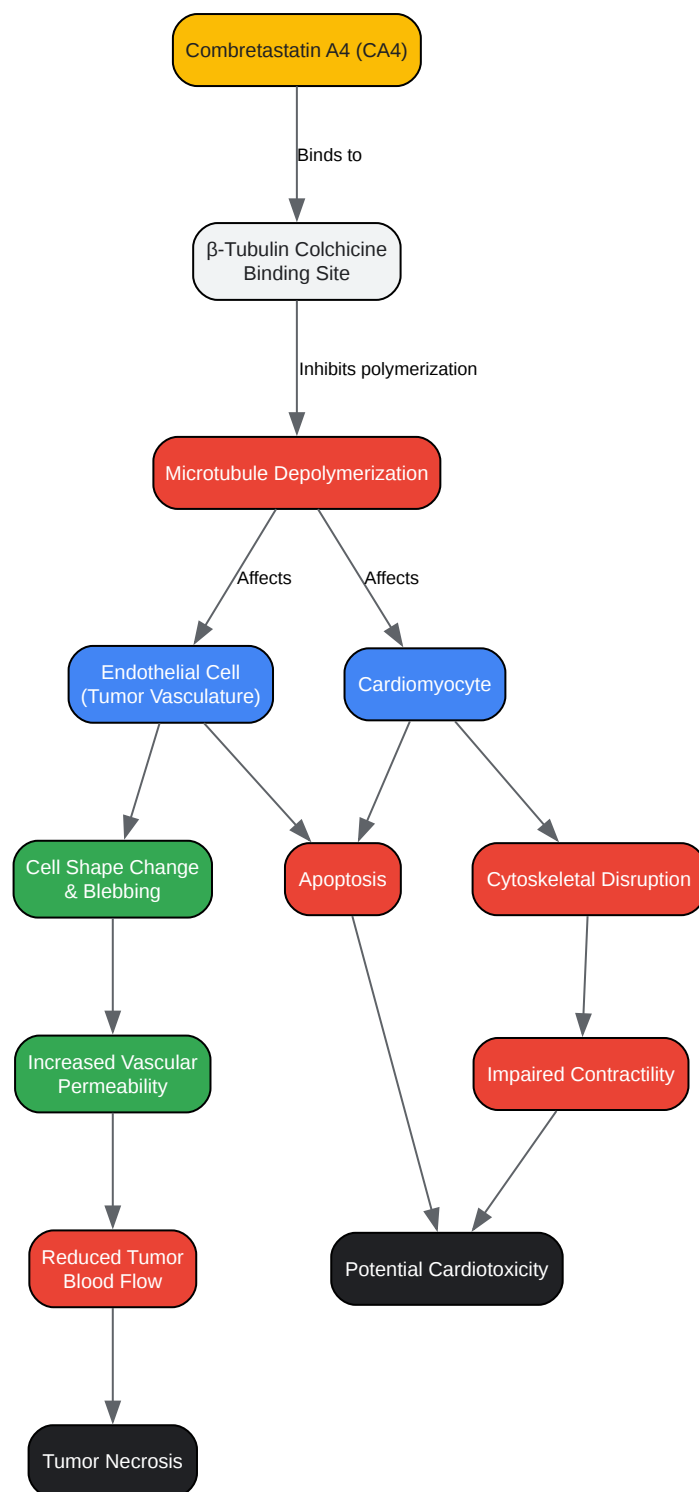 Combretastatin A4 (CA4)
Binds to
β-Tubulin Colchicine
Binding Site
Inhibits polymerization
Microtubule Depolymerization
Affects
Affects
Endothelial Cell
(Tumor Vasculature)
Cardiomyocyte
Cell Shape Change
& Blebbing
Apoptosis
Cytoskeletal Disruption
Increased Vascular
Permeability
Impaired Contractility
Reduced Tumor
Blood Flow
Potential Cardiotoxicity
Tumor Necrosis